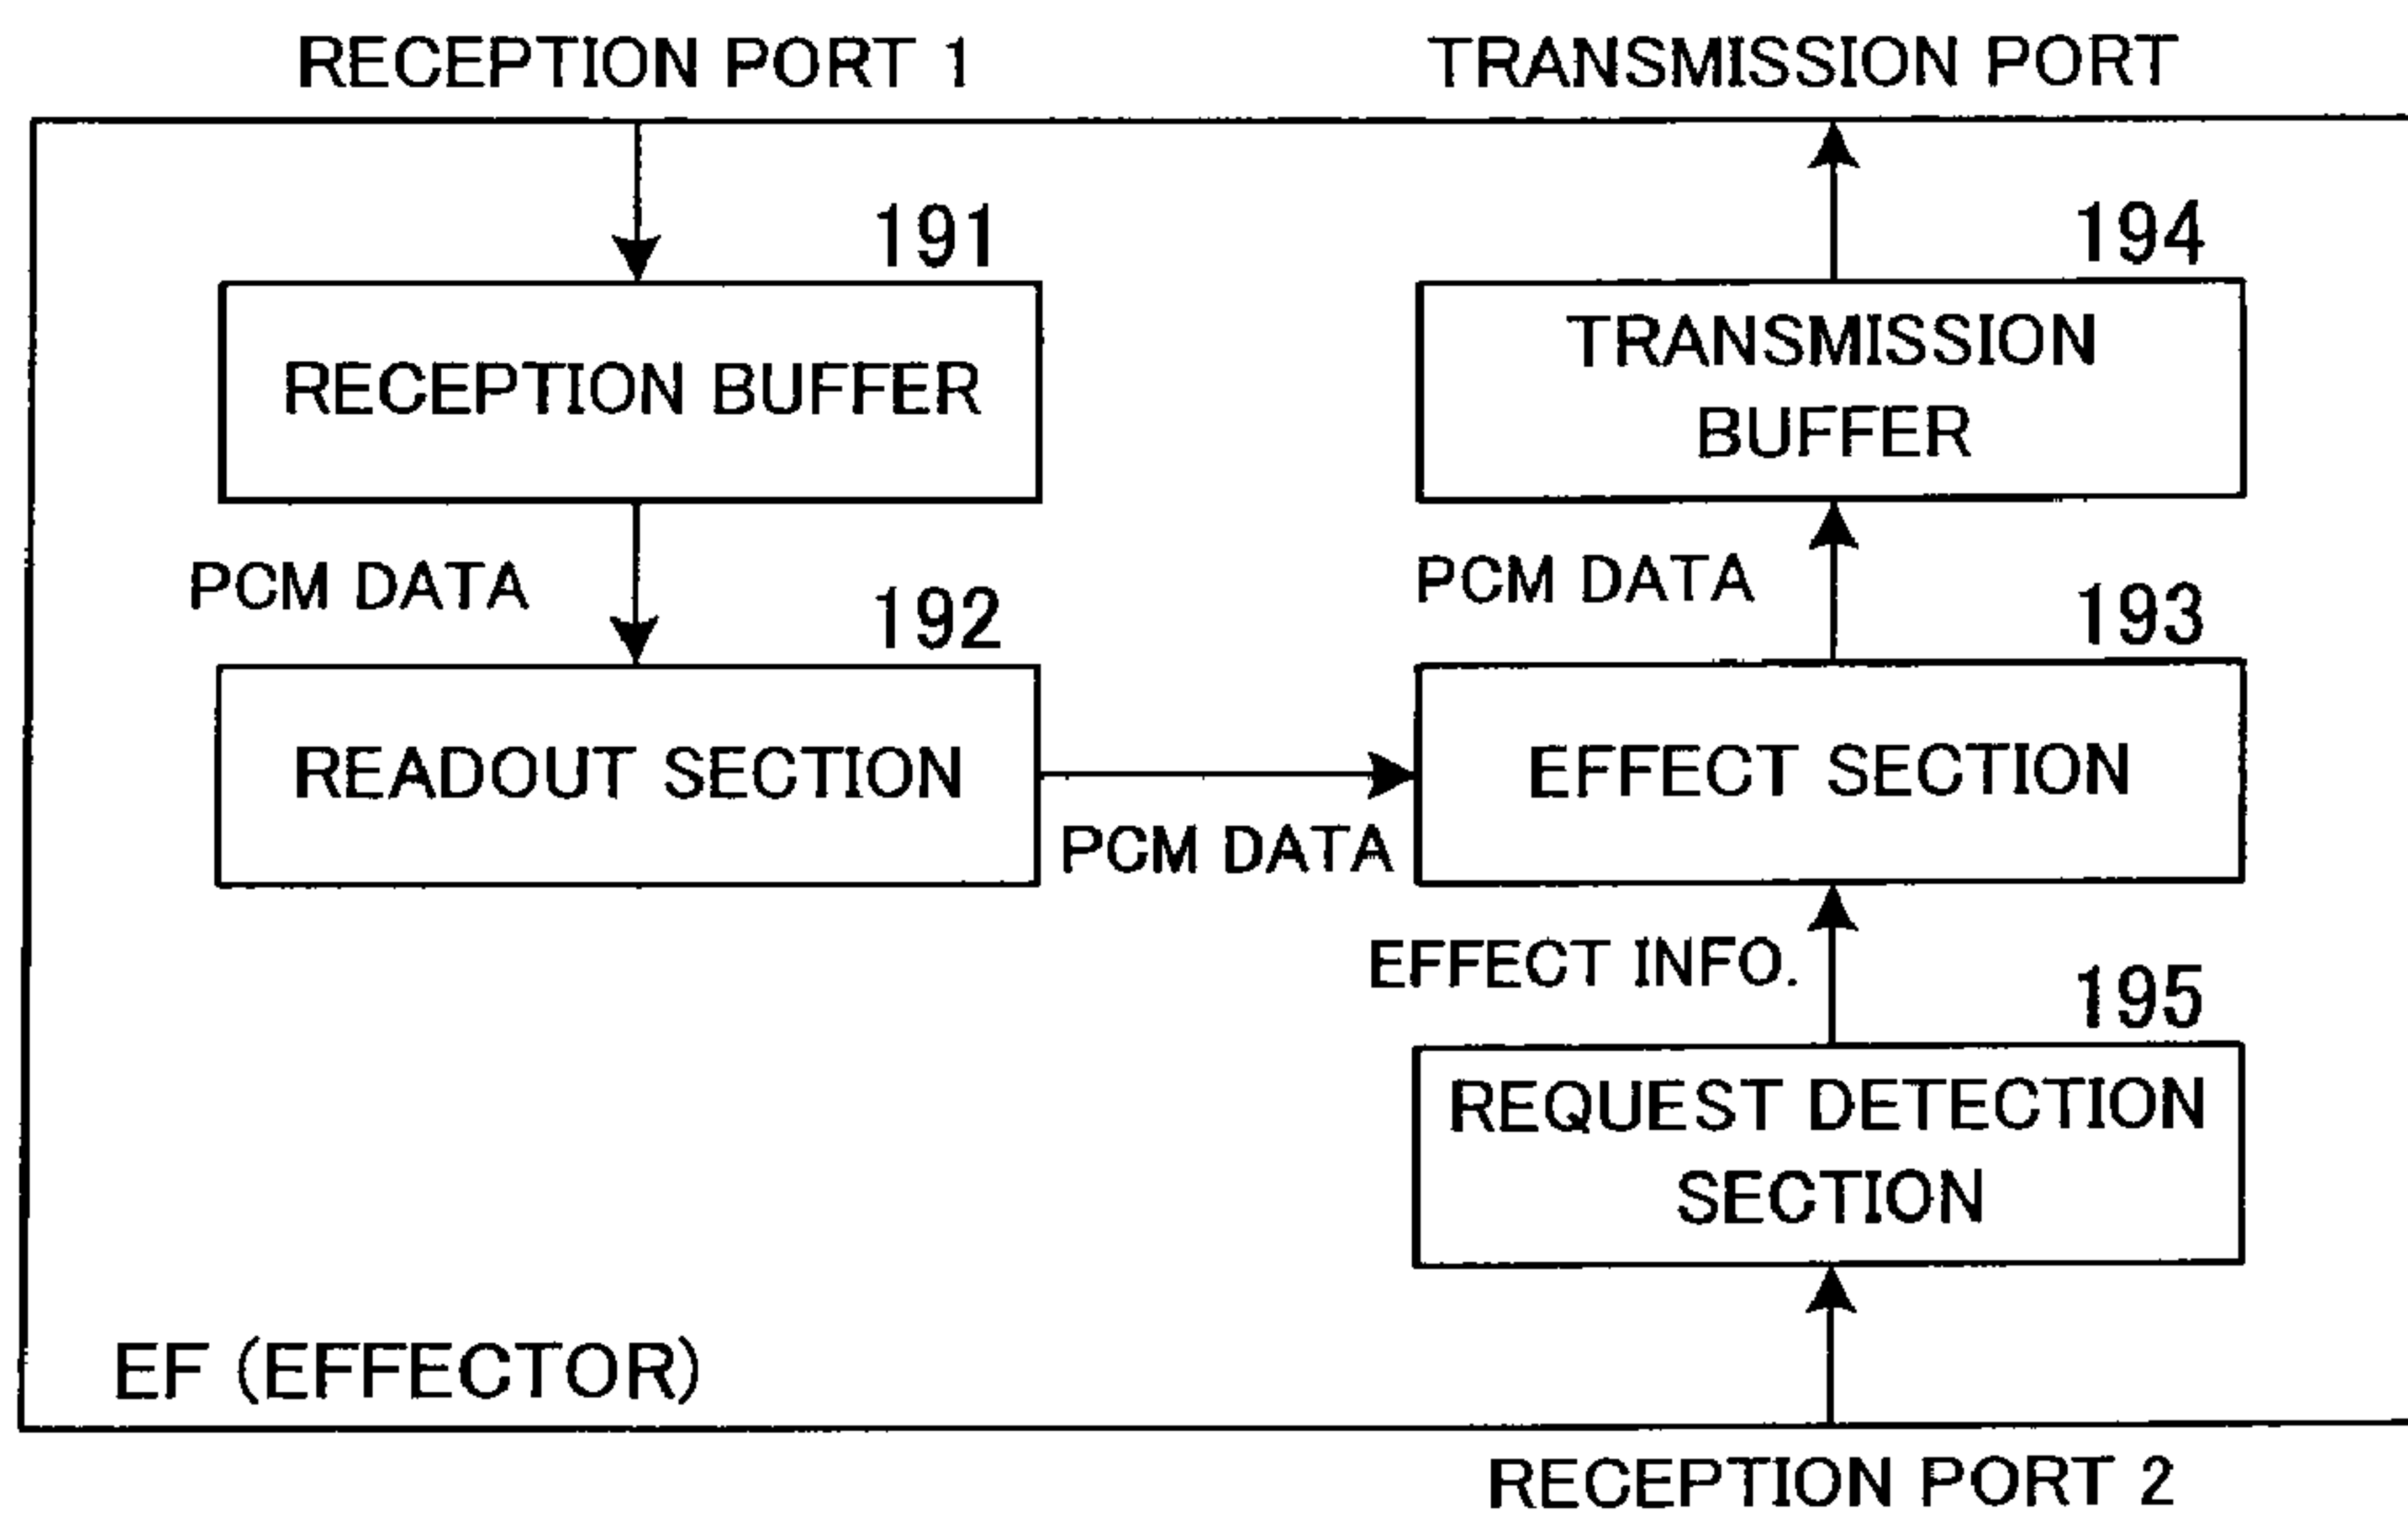 RECEPTION PORT 1
TRANSMISSION PORT
191
RECEPTION BUFFER
194
TRANSMISSION
BUFFER
PCM DATA
PCM DATA
192
READOUT SECTION
193
EFFECT SECTION
PCM DATA
EFFECT INFO.
195
REQUEST DETECTION
SECTION
EF (EFFECTOR)
RECEPTION PORT 2